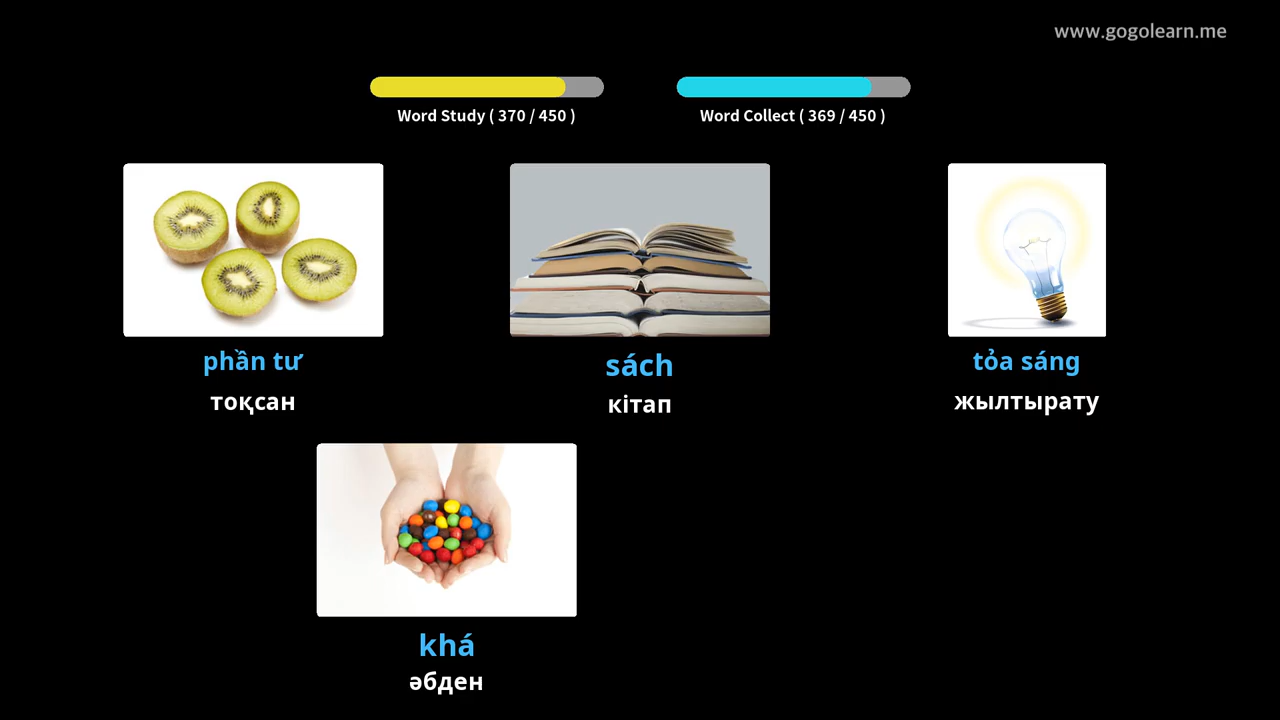 www.gogolearn.me
Word Study ( 370 / 450 )
Word Collect ( 369 / 450 )
phần tư
тоқсан
sách
кітап
tỏa sáng
жылтырату
khá
әбден